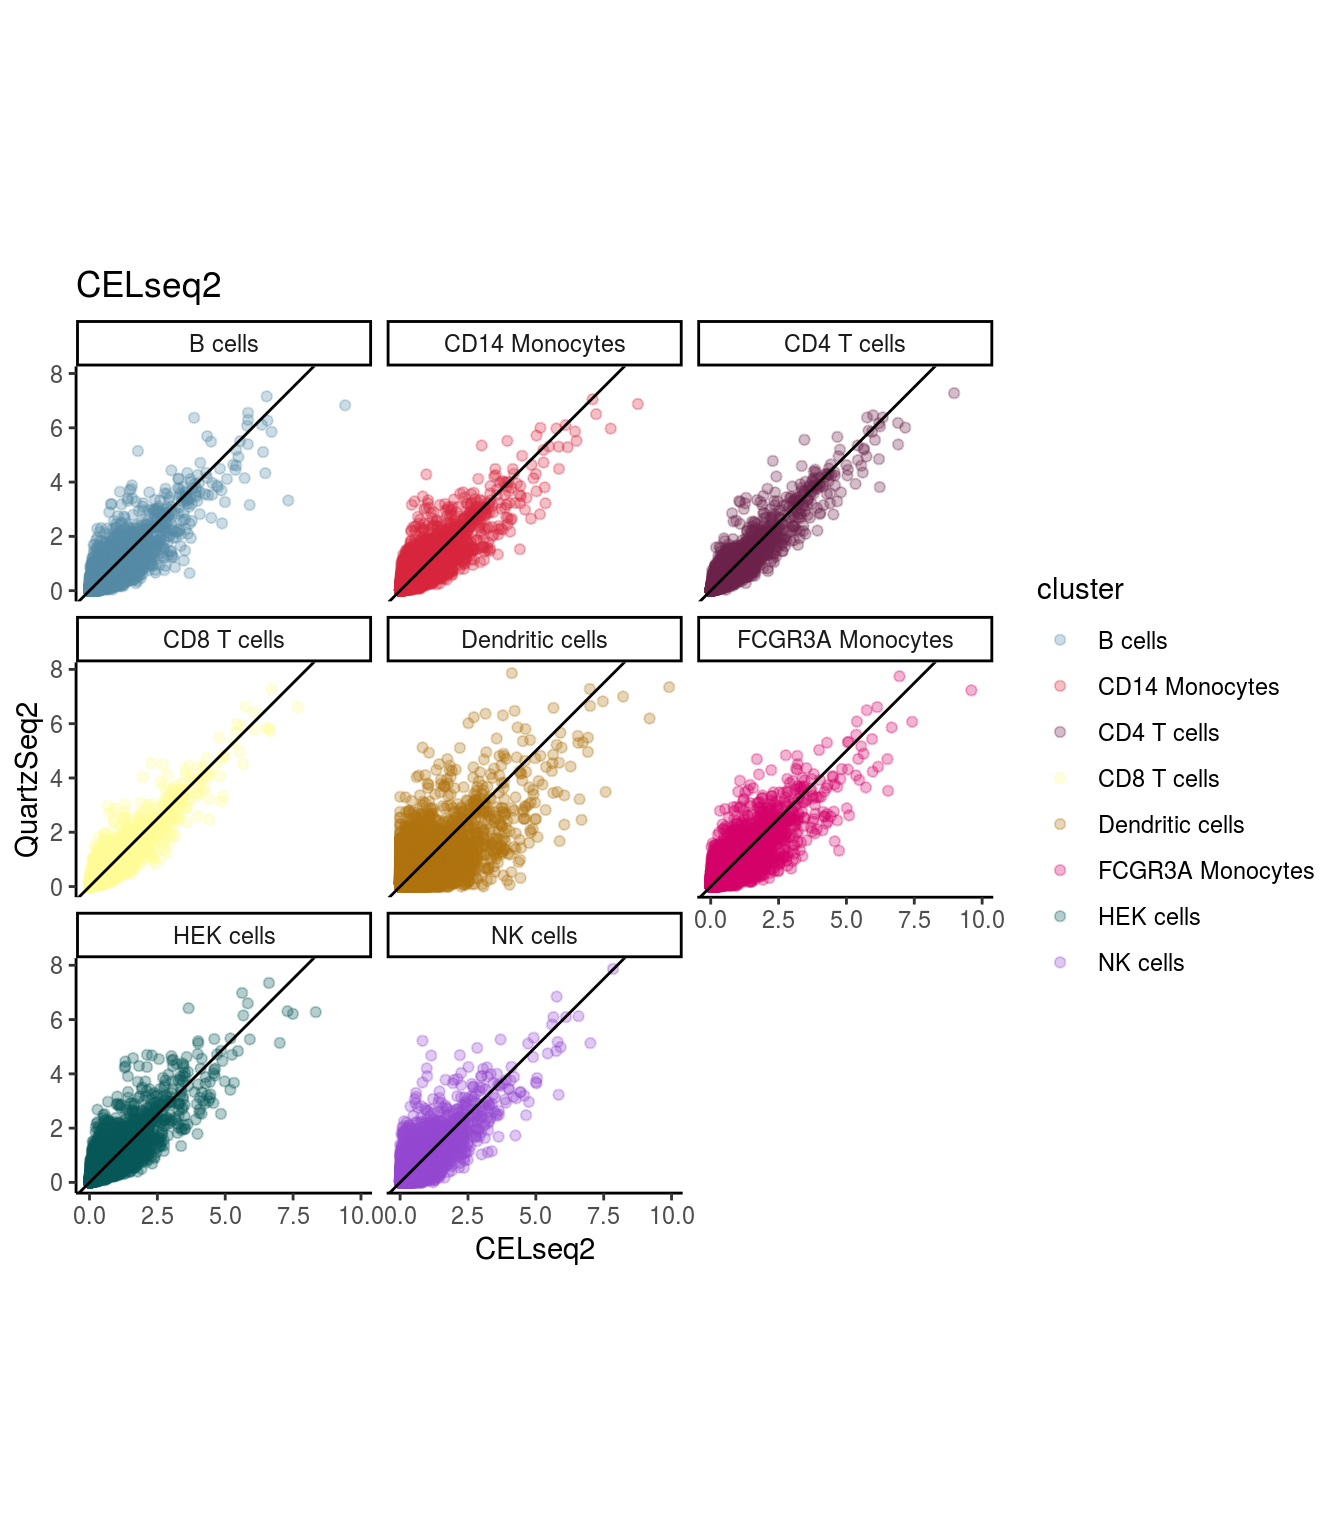 CELseq2
B cells
CD14 Monocytes
CD4 T cells
8
6
4
2
0
CD8 T cells
Dendritic cells
FCGR3A Monocytes
8
6
4
2
0
0.0 2.5 5.0 7.5 10.0
HEK cells
NK cells
8
6
4
2
0
0.0 2.5 5.0 7.5 10.0
0.0 2.5 5.0 7.5 10.0
CELseq2
QuartzSeq2
cluster
B cells
CD14 Monocytes
CD4 T cells
CD8 T cells
Dendritic cells
FCGR3A Monocytes
HEK cells
NK cells